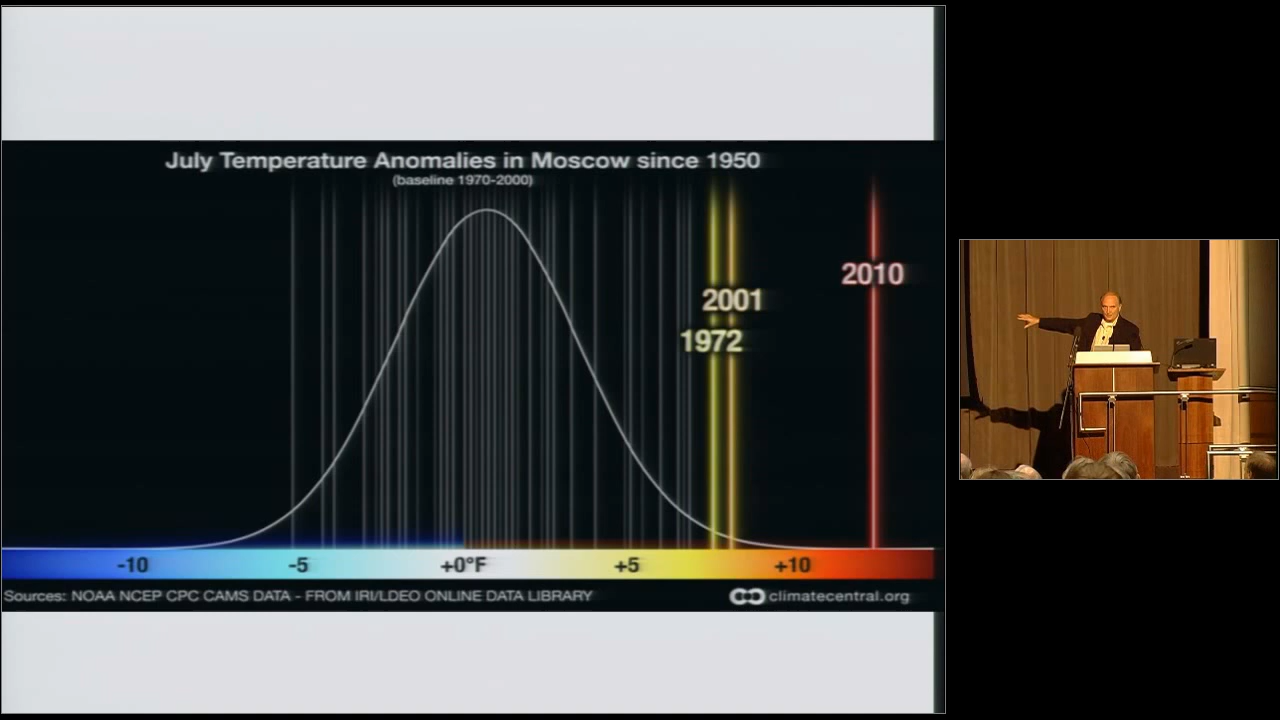 July Temperature Anomalies in Moscow since 1950
(baseline 1970-2000)
2010
2001
1972
-10 -5 +0°F +5 +10
Sources: NOAA NCEP CPC CAMS DATA - FROM IRI/LDEO ONLINE DATA LIBRARY
climatecentral.org